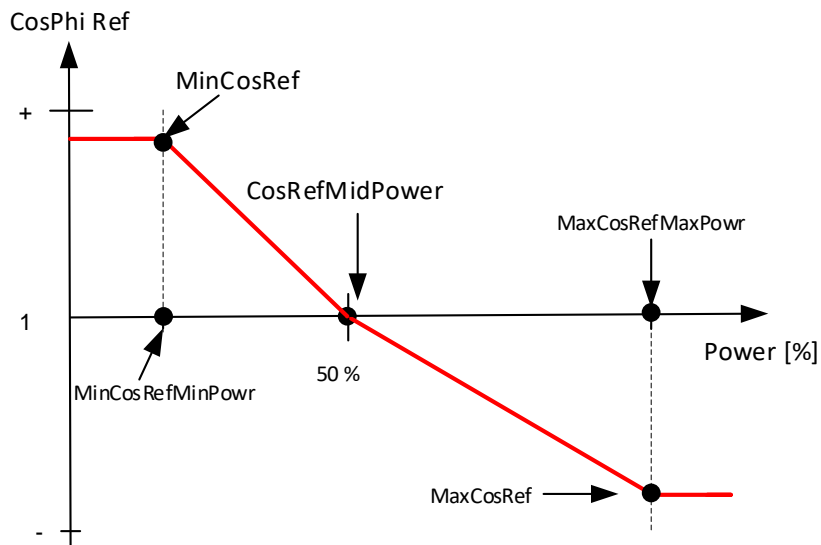 CosPhi Ref
MinCosRef
+
CosRefMidPower
MaxCosRefMaxPowr
1
Power [%]
50 %
MinCosRefMinPowr
MaxCosRef
-